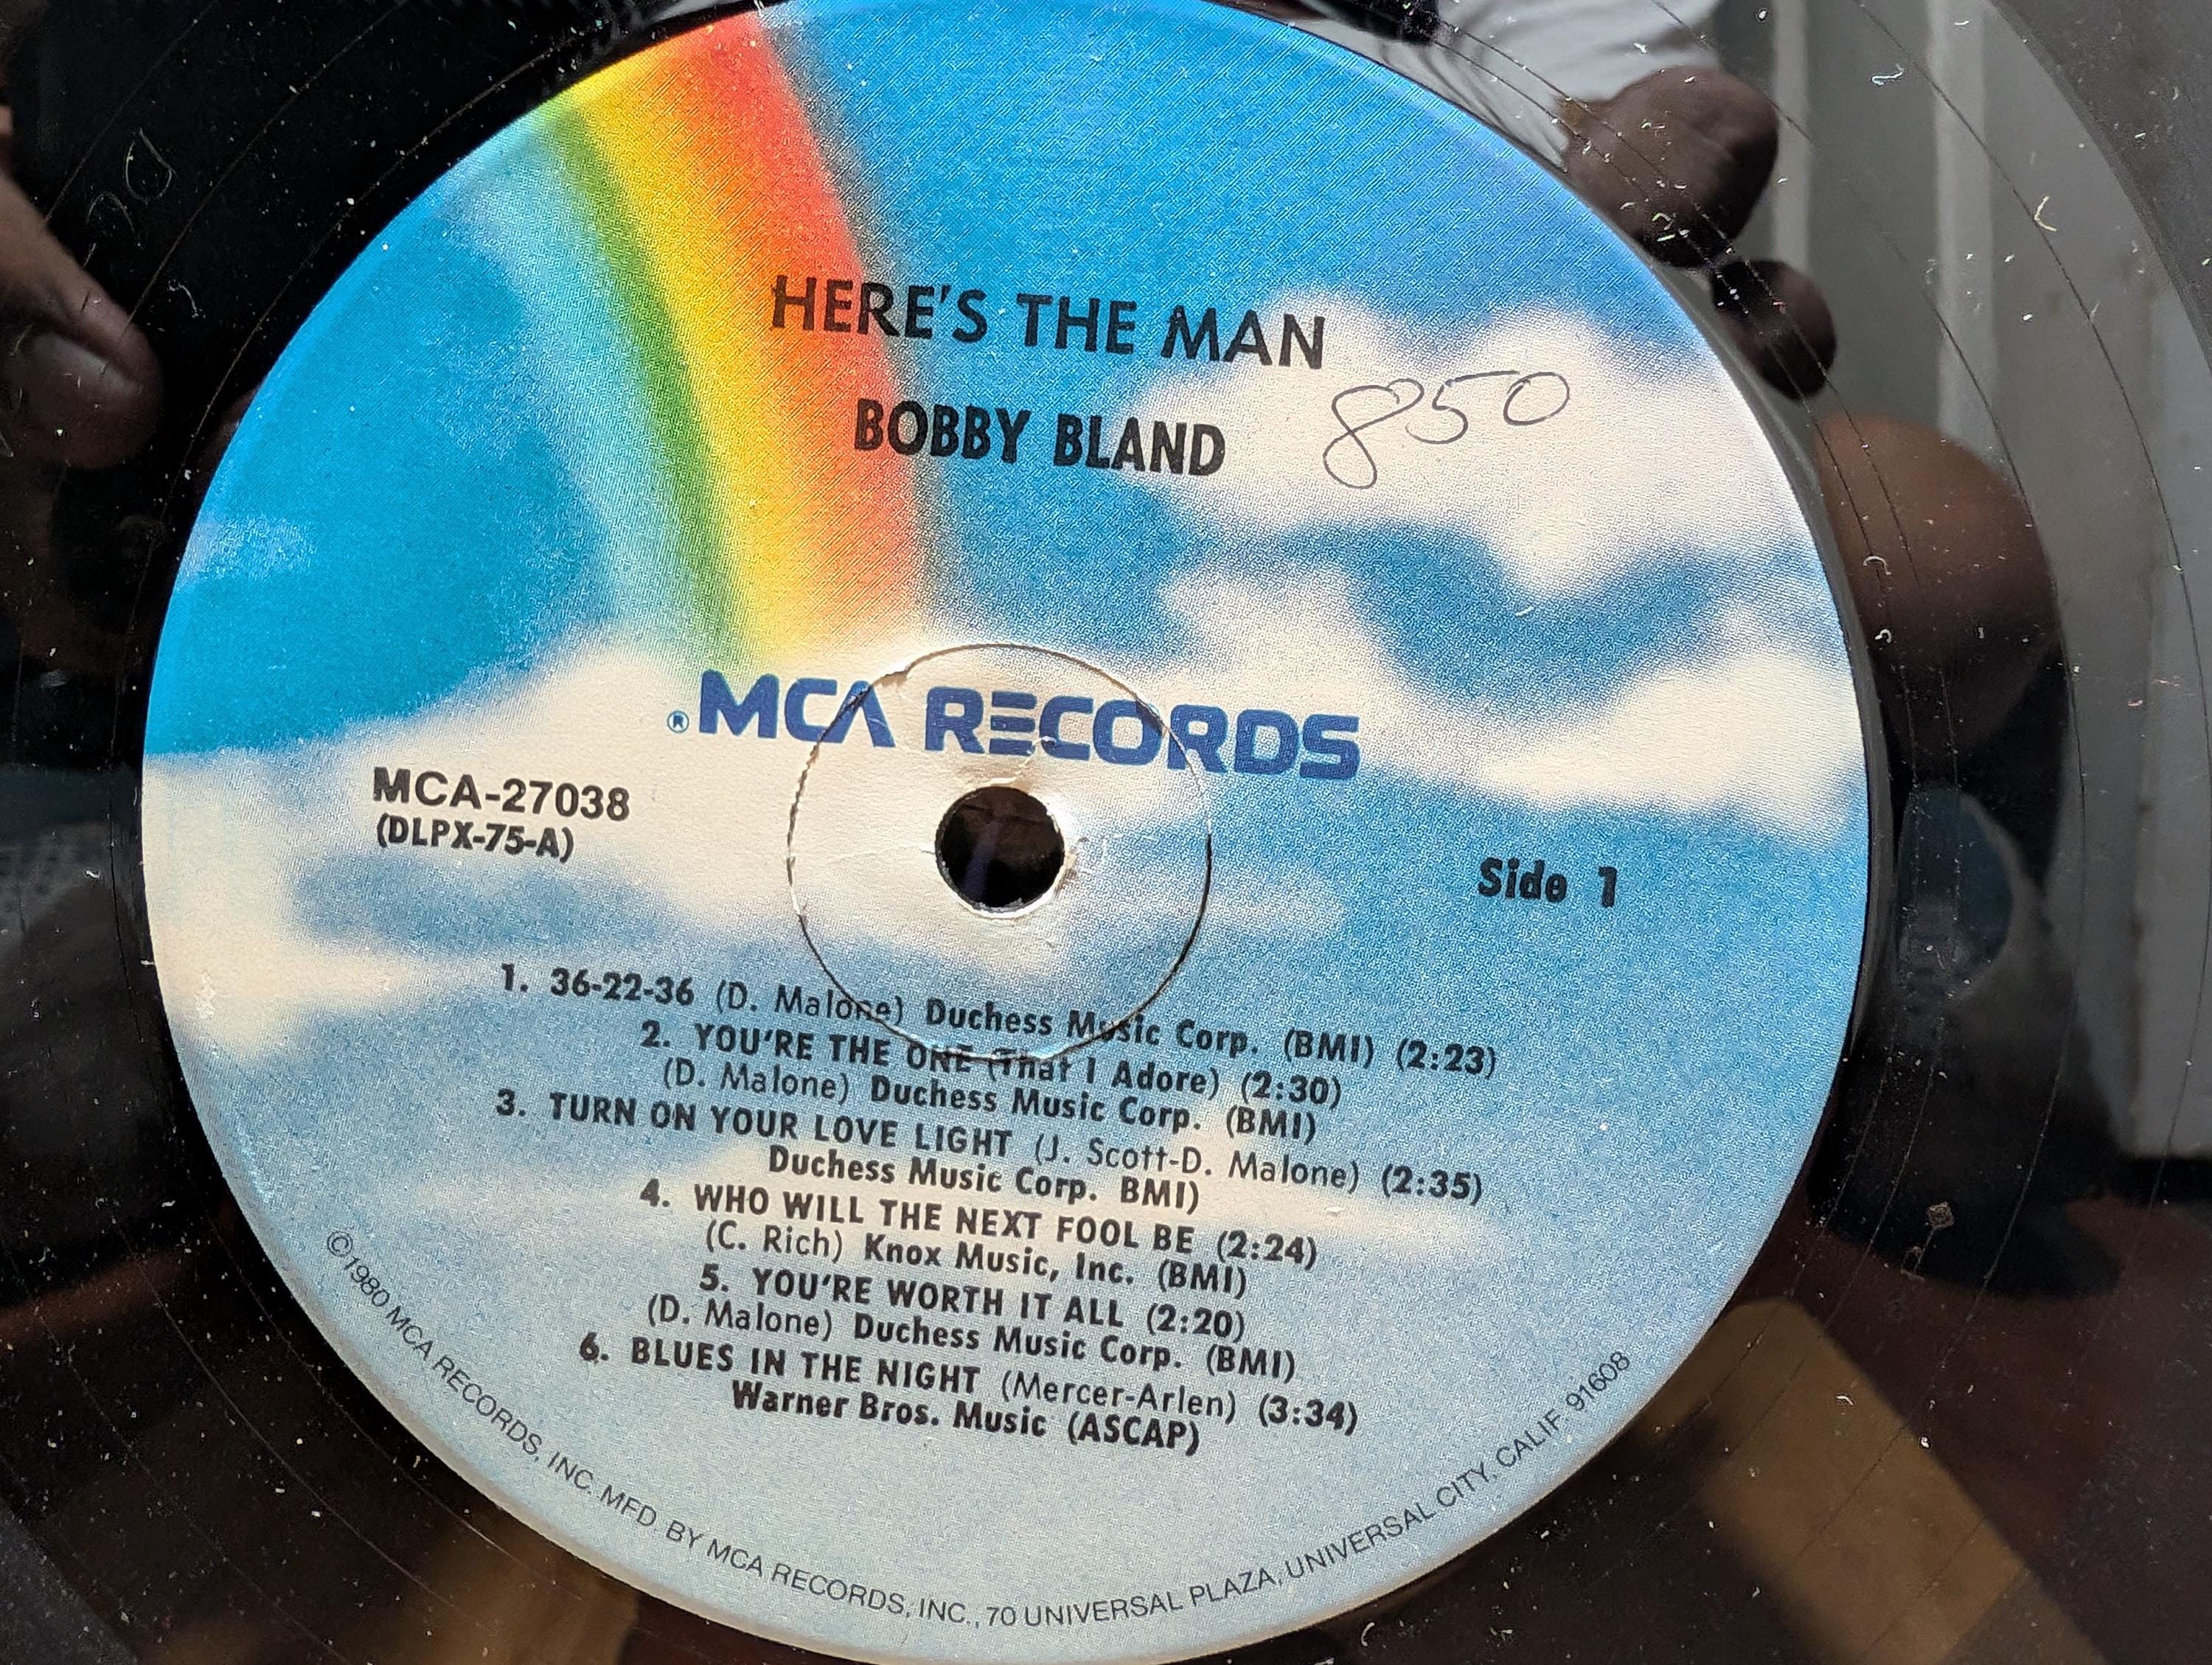 HERE'S THE MAN
BOBBY BLAND
850
®MCA RECORDS
MCA-27038
(DLPX-75-A)
Side 1
1. 36-22-36 (D. Malone) Duchess Music Corp. (BMI) (2:23)
2. YOU'RE THE ONE (That I Adore) (2:30)
(D. Malone) Duchess Music Corp. (BMI)
3. TURN ON YOUR LOVE LIGHT (J. Scott-D. Malone) (2:35)
Duchess Music Corp. BMI)
4. WHO WILL THE NEXT FOOL BE (2:24)
(C. Rich) Knox Music, Inc. (BMI)
5. YOU'RE WORTH IT ALL (2:20)
(D. Malone) Duchess Music Corp. (BMI)
6. BLUES IN THE NIGHT (Mercer-Arlen) (3:34)
Warner Bros. Music (ASCAP)
©1980 MCA RECORDS, INC. MFD. BY MCA RECORDS, INC., 70 UNIVERSAL PLAZA, UNIVERSAL CITY, CALIF. 91608